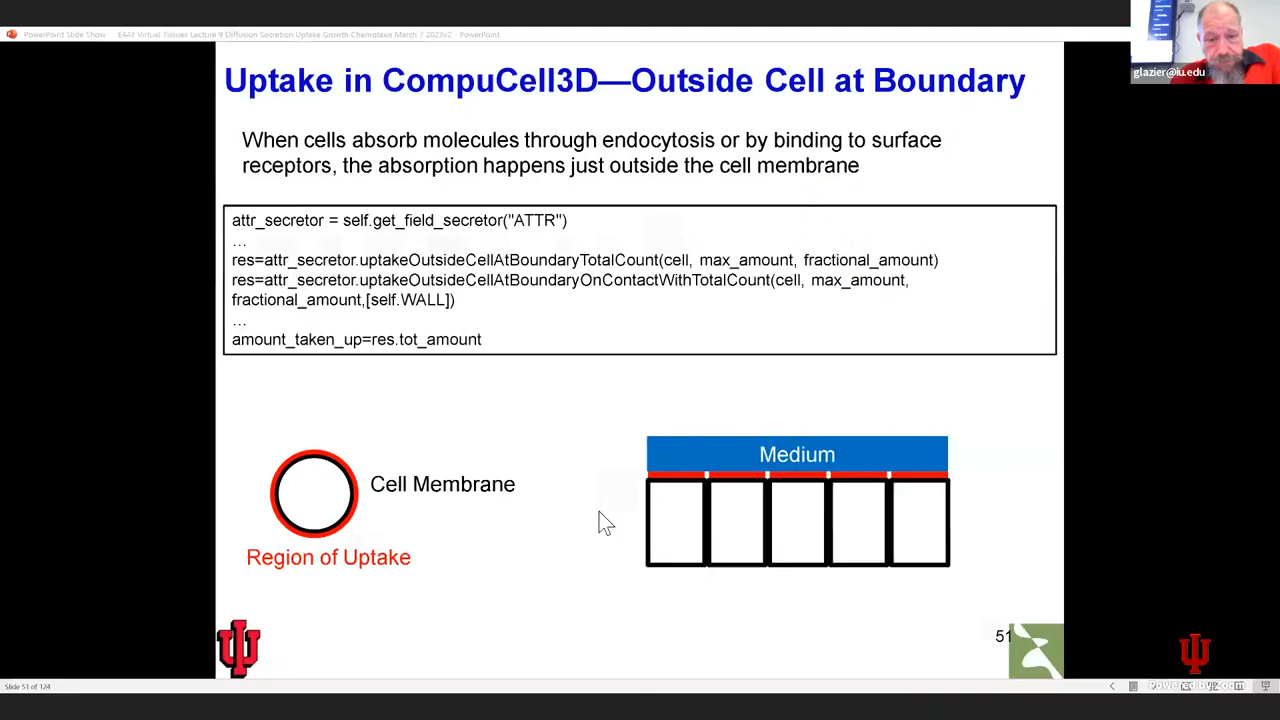 PowerPoint Slide Show - E443 Virtual Tissues Lecture 9 Diffusion Secretion Uptake Growth Chemotaxis March 7 2023v2 - PowerPoint
glazier@iu.edu
Uptake in CompuCell3D—Outside Cell at Boundary
When cells absorb molecules through endocytosis or by binding to surface
receptors, the absorption happens just outside the cell membrane
attr_secretor = self.get_field_secretor("ATTR")
…
res=attr_secretor.uptakeOutsideCellAtBoundaryTotalCount(cell, max_amount, fractional_amount)
res=attr_secretor.uptakeOutsideCellAtBoundaryOnContactWithTotalCount(cell, max_amount,
fractional_amount,[self.WALL])
…
amount_taken_up=res.tot_amount
Medium
Cell Membrane
Region of Uptake
51
Slide 51 of 124
Powered by Zoom